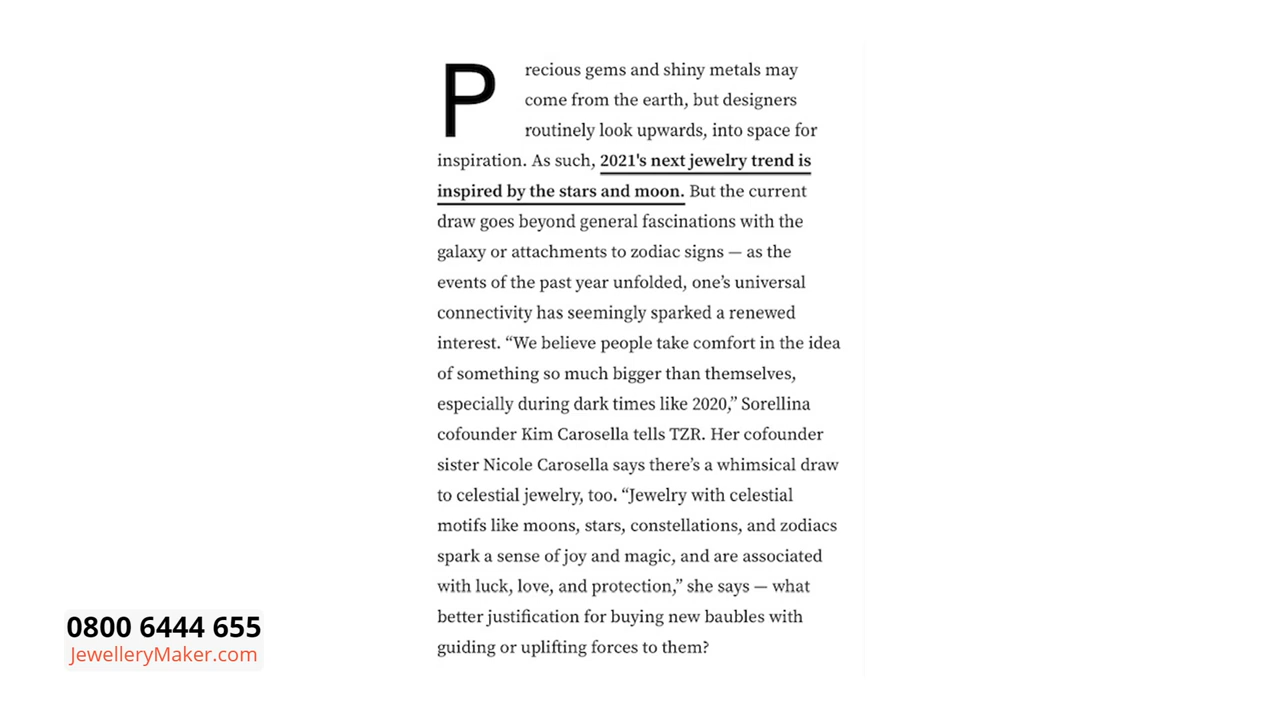 Precious gems and shiny metals may
come from the earth, but designers
routinely look upwards, into space for
inspiration. As such, 2021's next jewelry trend is
inspired by the stars and moon. But the current
draw goes beyond general fascinations with the
galaxy or attachments to zodiac signs — as the
events of the past year unfolded, one’s universal
connectivity has seemingly sparked a renewed
interest. “We believe people take comfort in the idea
of something so much bigger than themselves,
especially during dark times like 2020,” Sorellina
cofounder Kim Carosella tells TZR. Her cofounder
sister Nicole Carosella says there’s a whimsical draw
to celestial jewelry, too. “Jewelry with celestial
motifs like moons, stars, constellations, and zodiacs
spark a sense of joy and magic, and are associated
with luck, love, and protection,” she says — what
better justification for buying new baubles with
guiding or uplifting forces to them?
0800 6444 655
JewelleryMaker.com